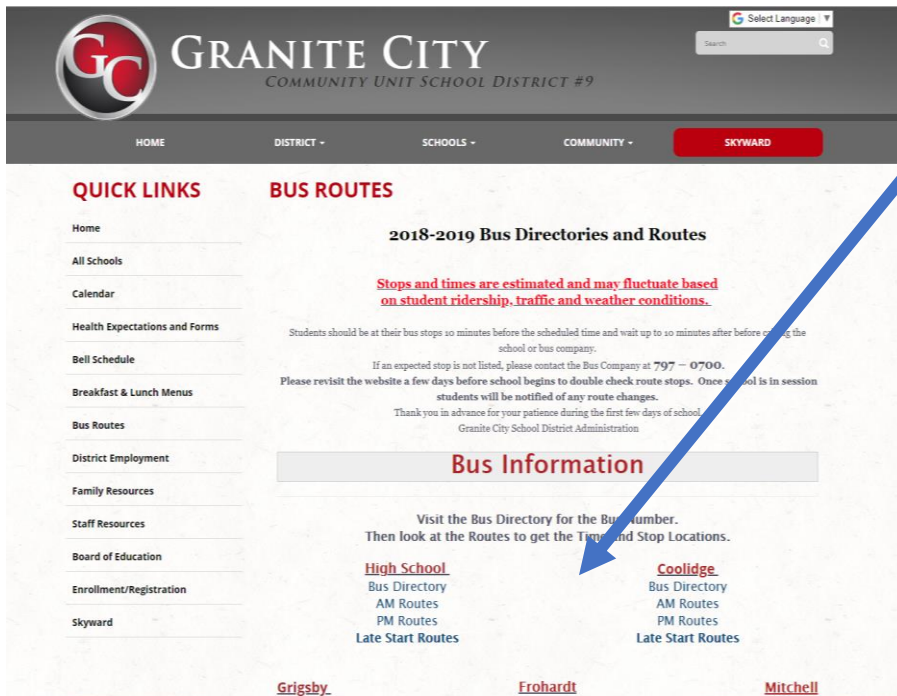 Select Language ▼
Search
GC
GRANITE CITY
COMMUNITY UNIT SCHOOL DISTRICT #9
HOME
DISTRICT
SCHOOLS
COMMUNITY
SKYWARD
QUICK LINKS
Home
All Schools
Calendar
Health Expectations and Forms
Bell Schedule
Breakfast & Lunch Menus
Bus Routes
District Employment
Family Resources
Staff Resources
Board of Education
Enrollment/Registration
Skyward
BUS ROUTES
2018-2019 Bus Directories and Routes
Stops and times are estimated and may fluctuate based
on student ridership, traffic and weather conditions.
Students should be at their bus stops 10 minutes before the scheduled time and wait up to 10 minutes after before calling the
school or bus company.
If an expected stop is not listed, please contact the Bus Company at 797 – 0700.
Please revisit the website a few days before school begins to double check route stops. Once school is in session
students will be notified of any route changes.
Thank you in advance for your patience during the first few days of school.
Granite City School District Administration
Bus Information
Visit the Bus Directory for the Bus Number.
Then look at the Routes to get the Time and Stop Locations.
High School
Bus Directory
AM Routes
PM Routes
Late Start Routes
Coolidge
Bus Directory
AM Routes
PM Routes
Late Start Routes
Grigsby
Frohardt
Mitchell